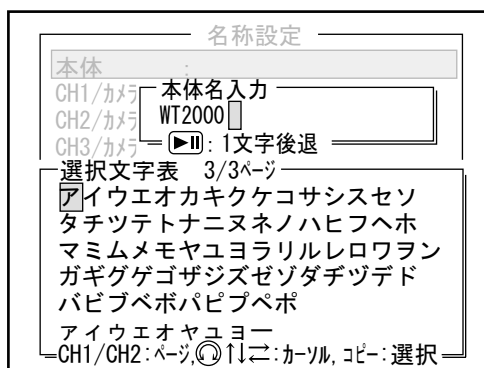 名称設定
本体　　　:
CH1/カメラ
CH2/カメラ
CH3/カメラ
本体名入力
WT2000
▶II: 1文字後退
選択文字表　3/3ページ
アイウエオカキクケコサシスセソ
タチツテトナニヌネノハヒフヘホ
マミムメモヤユヨラリルレロワヲン
ガギグゲゴザジズゼゾダヂヅデド
バビブベボパピプペポ
ァィゥェォャュョー
CH1/CH2:ページ,↑↓⇄:カーソル, コピー:選択